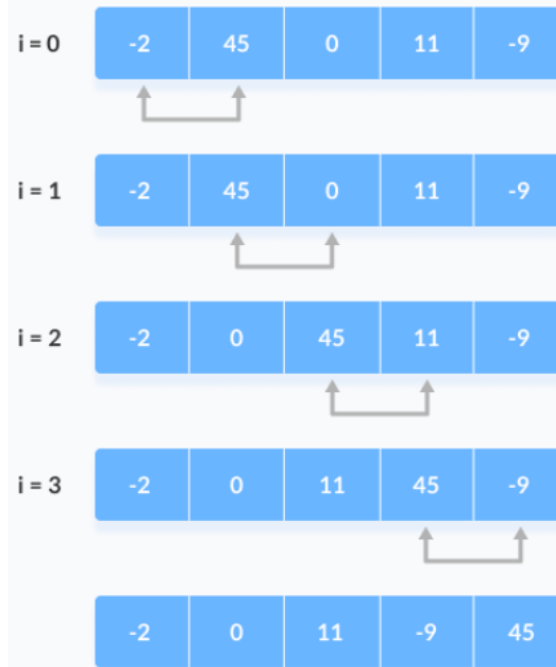 i = 0 -2 45 0 11 -9
i = 1 -2 45 0 11 -9
i = 2 -2 0 45 11 -9
i = 3 -2 0 11 45 -9
-2 0 11 -9 45